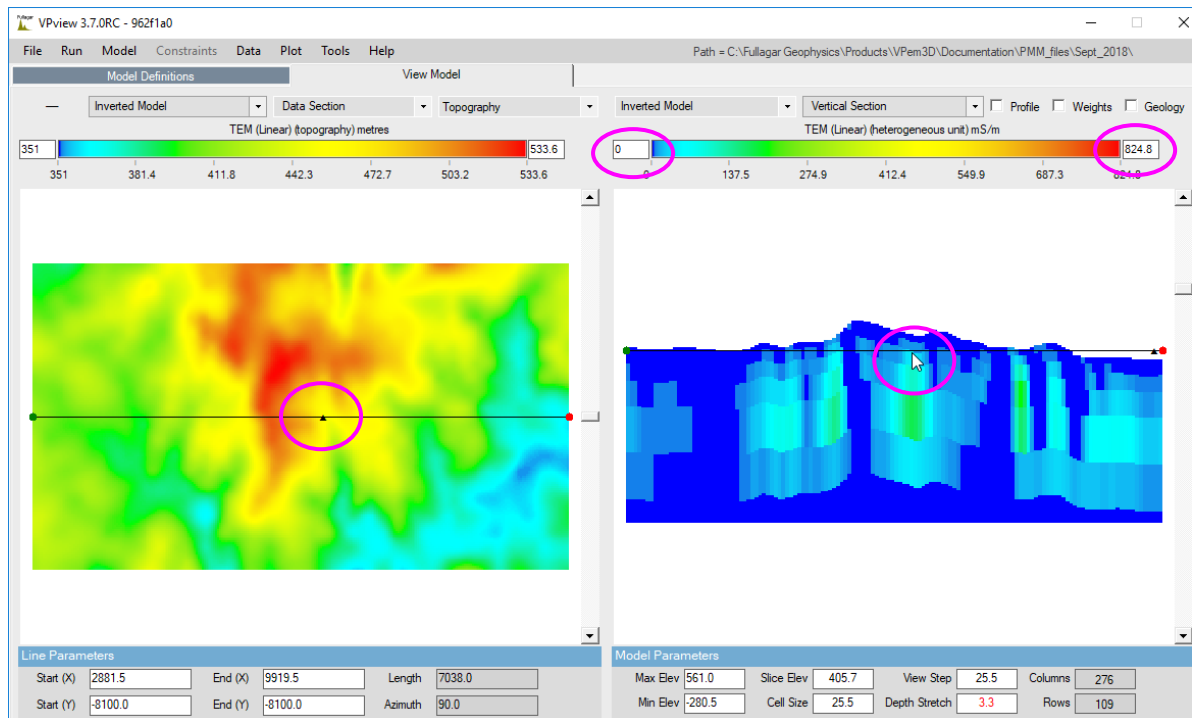 VPview 3.7.0RC - 962f1a0
File Run Model Constraints Data Plot Tools Help Path = C:\Fullagar Geophysics\Products\VPem3D\Documentation\PMM_files\Sept_2018\
Model Definitions View Model
Inverted Model Data Section Topography Inverted Model Vertical Section Profile Weights Geology
TEM (Linear) (topography) metres TEM (Linear) (heterogeneous unit) mS/m
351 533.6 0 824.8
351 381.4 411.8 442.3 472.7 503.2 533.6 0 137.5 274.9 412.4 549.9 687.3 824.8
Line Parameters Model Parameters
Start (X) 2881.5 End (X) 9919.5 Length 7038.0 Max Elev 561.0 Slice Elev 405.7 View Step 25.5 Columns 276
Start (Y) -8100.0 End (Y) -8100.0 Azimuth 90.0 Min Elev -280.5 Cell Size 25.5 Depth Stretch 3.3 Rows 109